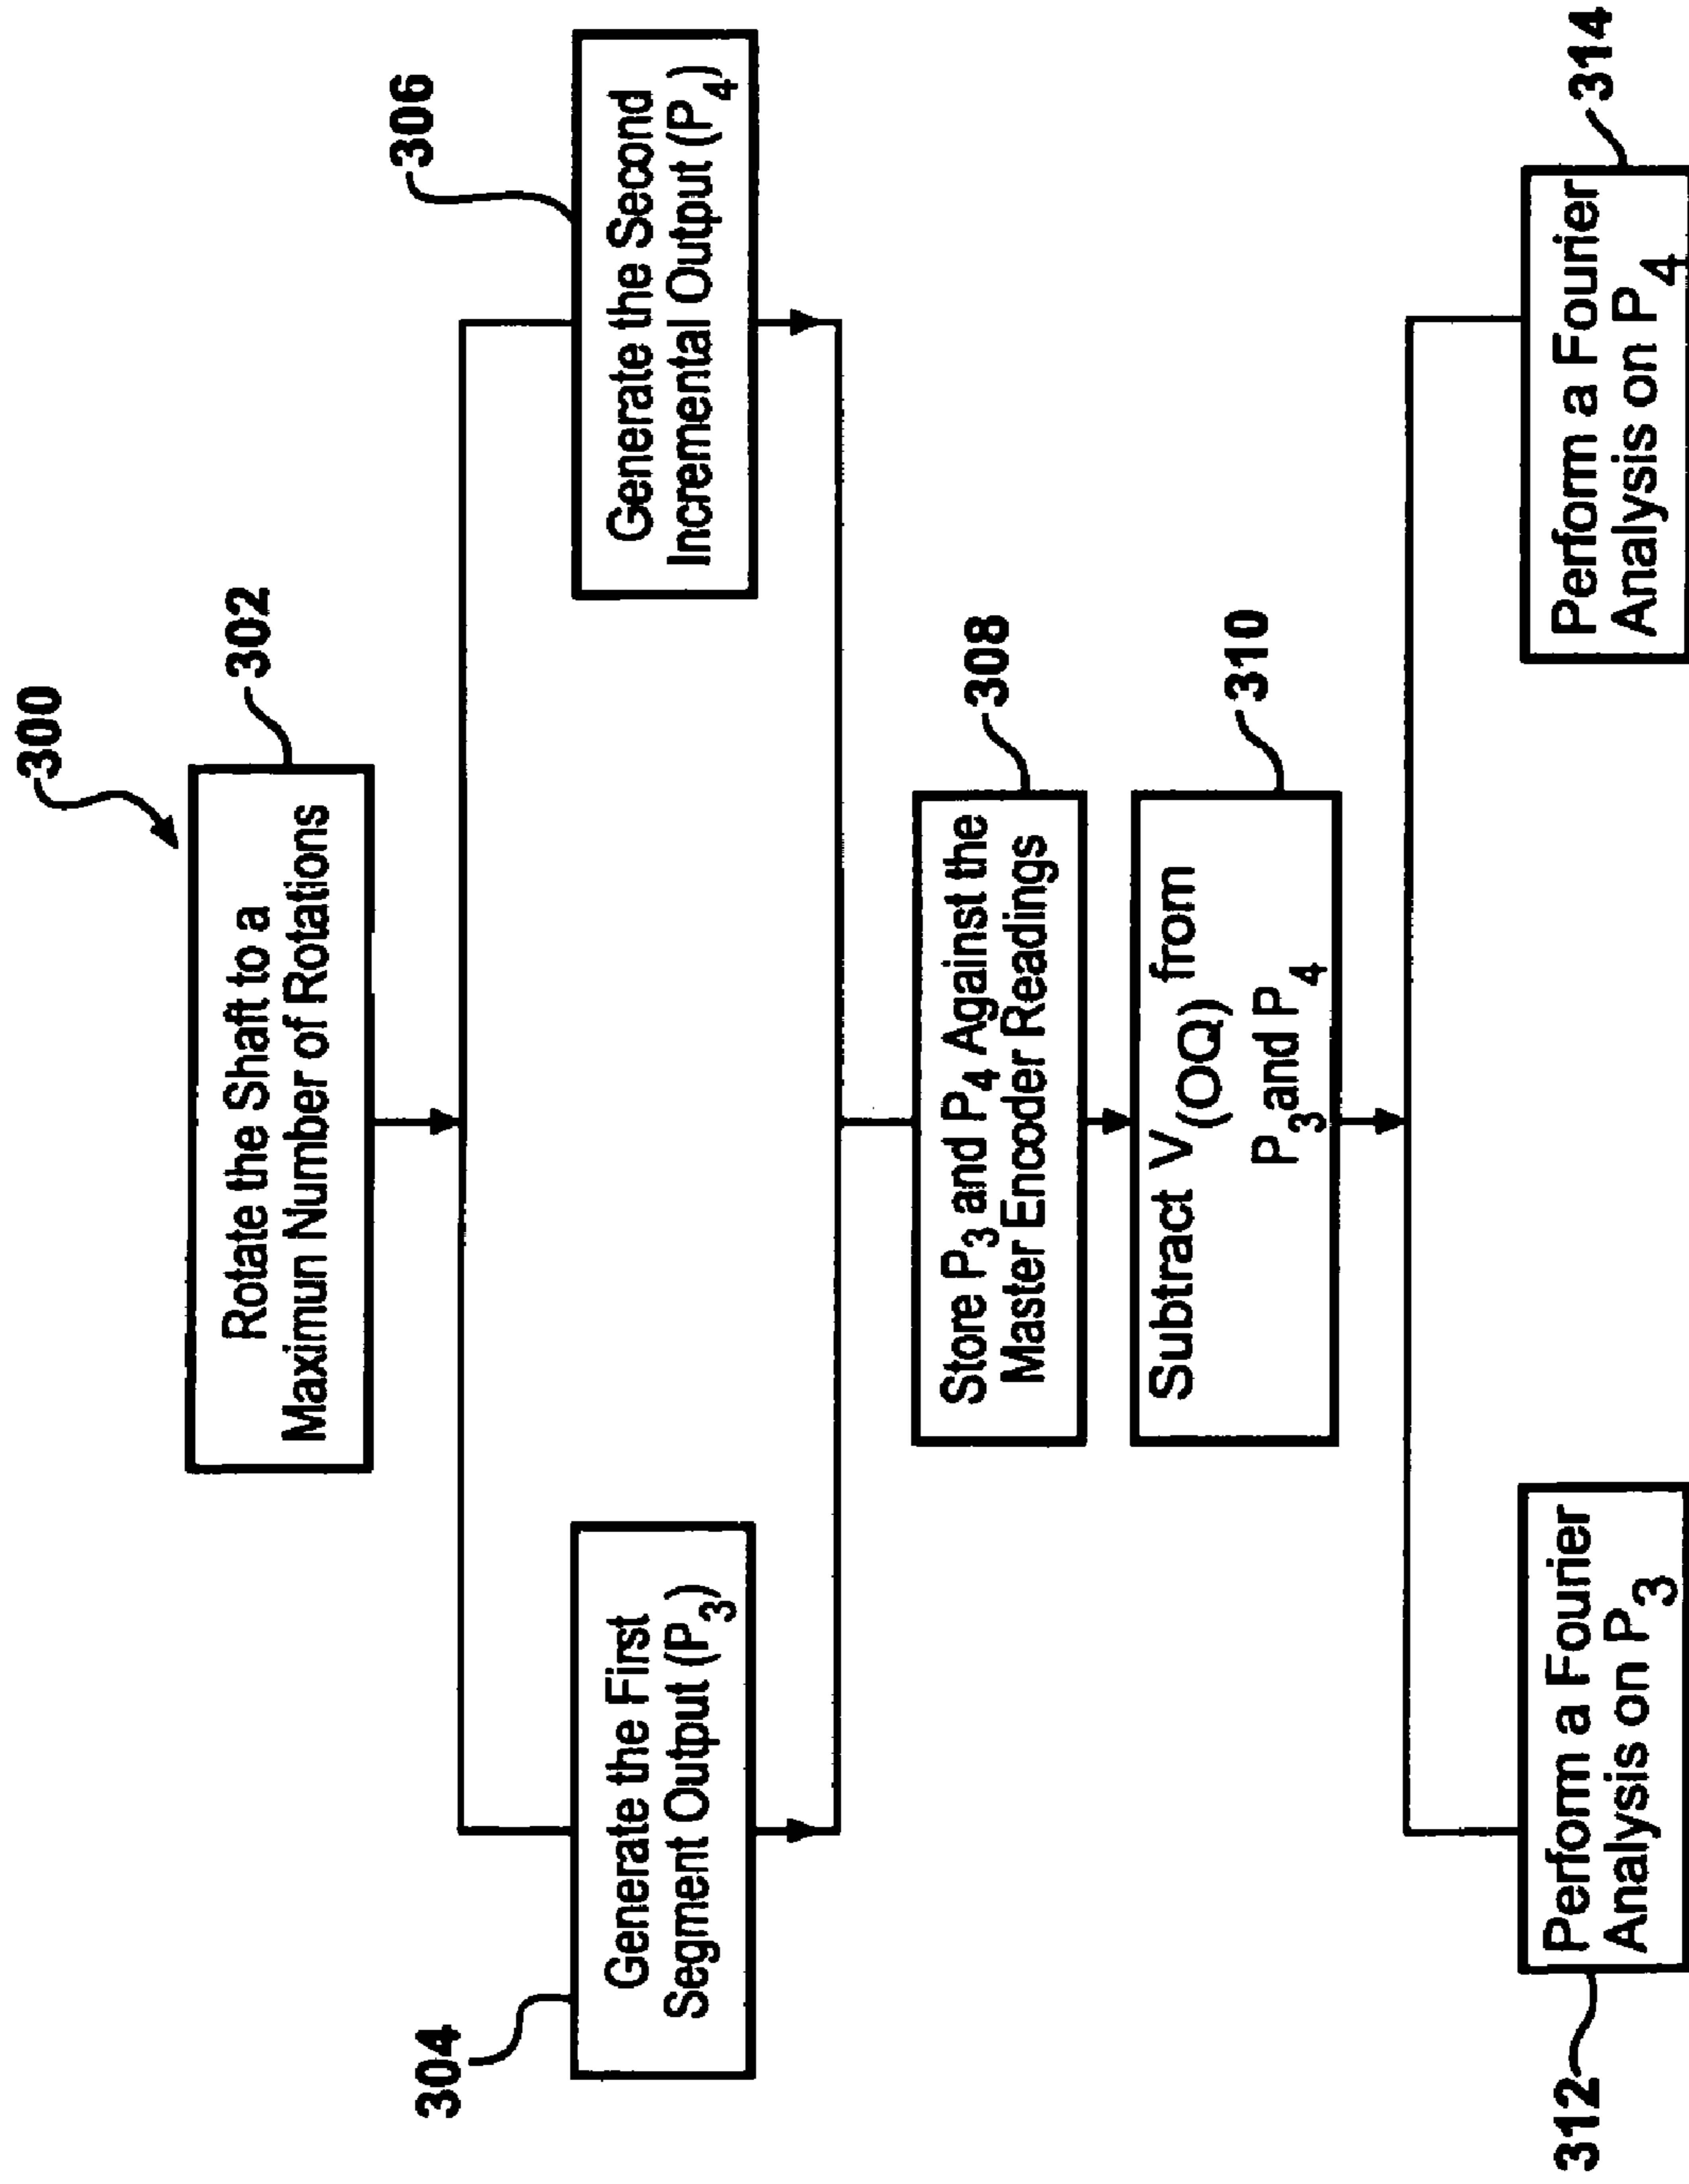 300
302
Rotate the Shaft to a
Maximun Number of Rotations
304
Generate the First
Segment Output (P3)
306
Generate the Second
Incremental Output (P4)
308
Store P3 and P4 Against the
Master Encoder Readings
310
Subtract V(OQ) from
P3 and P4
312
Perform a Fourier
Analysis on P3
314
Perform a Fourier
Analysis on P4